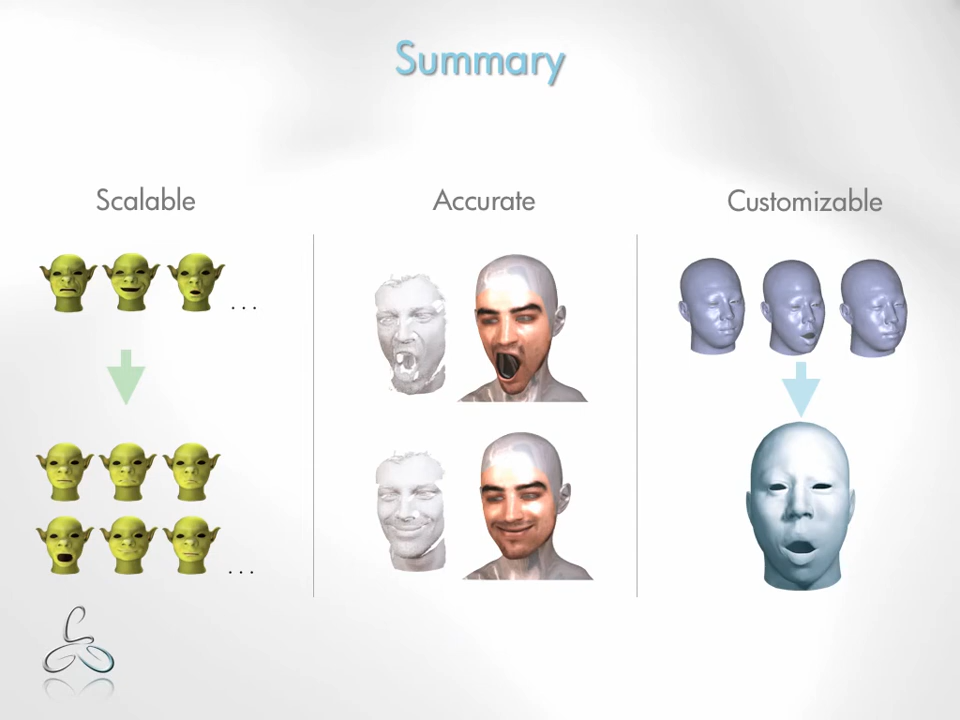 Summary
Scalable
Accurate
Customizable
. . .
. . .